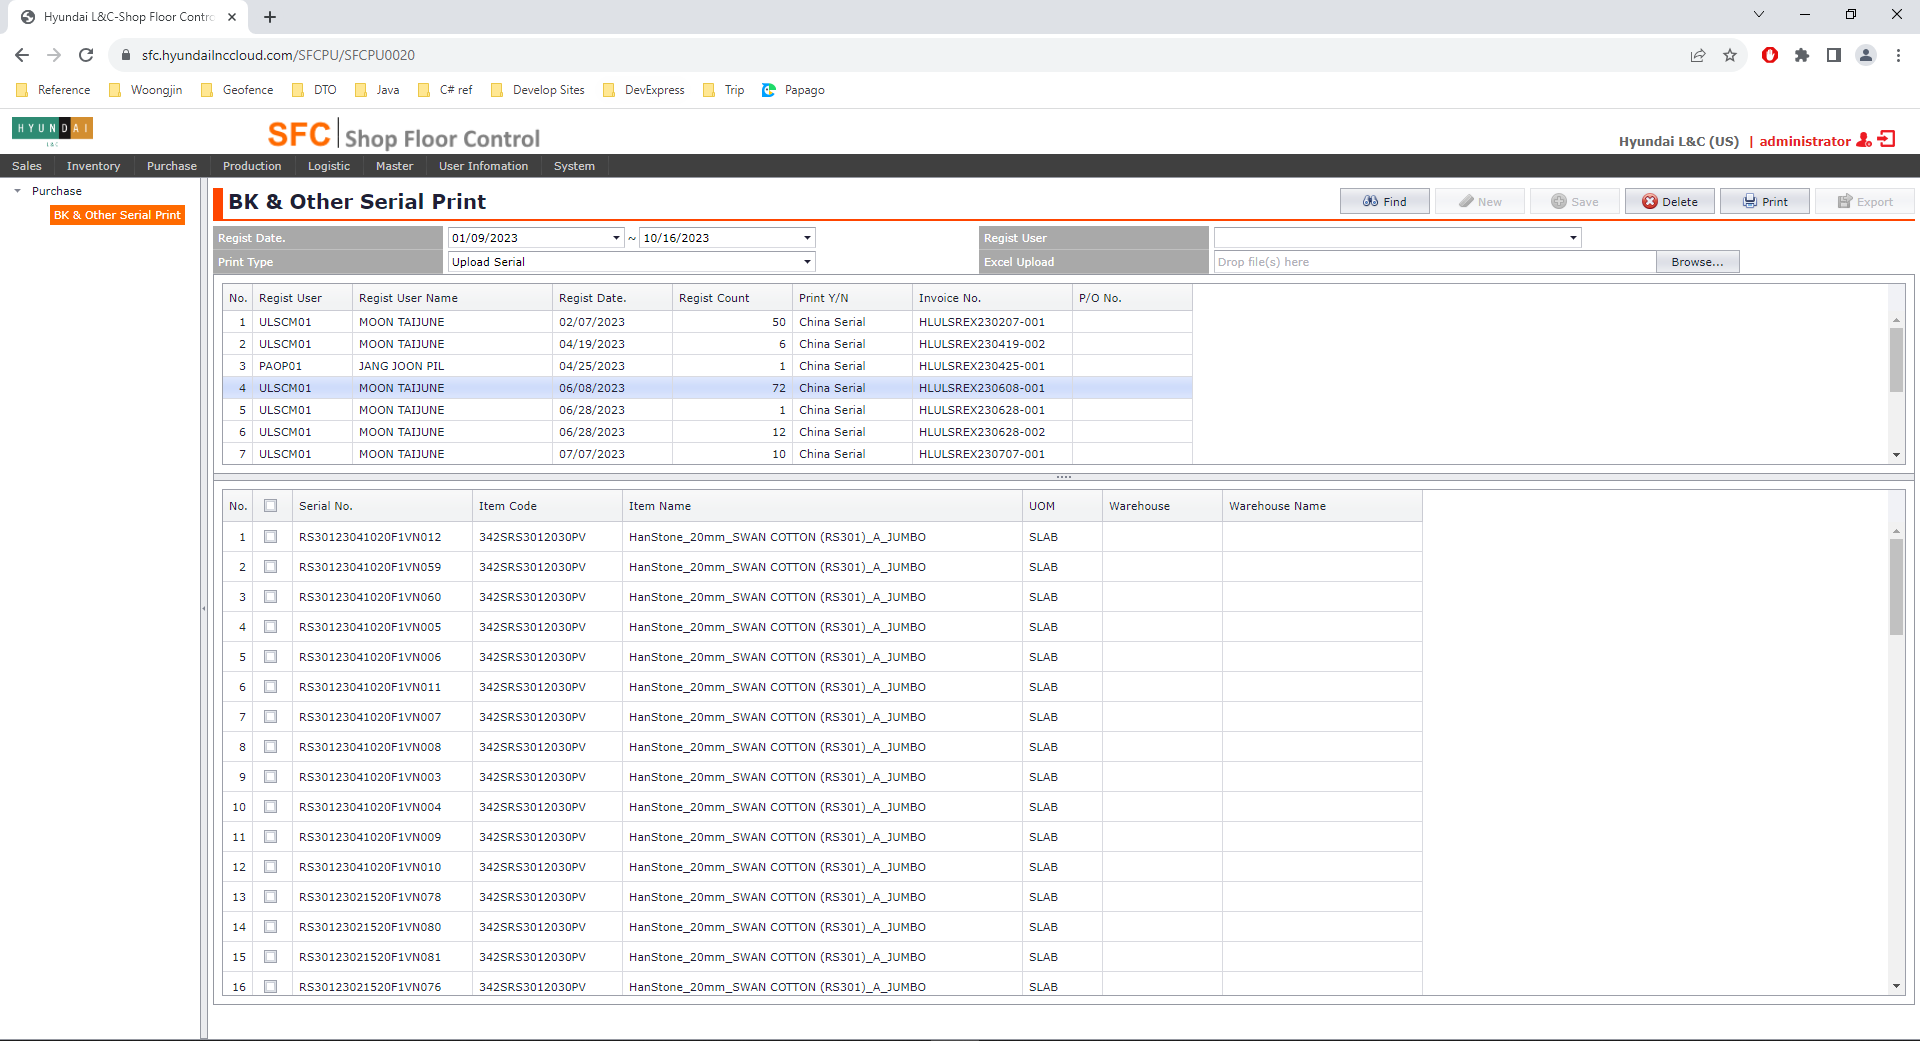 Hyundai L&C-Shop Floor Contro
sfc.hyundailnccloud.com/SFCPU/SFCPU0020
Reference Woongjin Geofence DTO Java C# ref Develop Sites DevExpress Trip Papago
HYUNDAI
L&C
SFC Shop Floor Control
Hyundai L&C (US) | administrator
Sales Inventory Purchase Production Logistic Master User Infomation System
Purchase
BK & Other Serial Print
BK & Other Serial Print
Find New Save Delete Print Export
Regist Date. 01/09/2023 ~ 10/16/2023 Regist User
Print Type Upload Serial Excel Upload Drop file(s) here Browse...
No. Regist User Regist User Name Regist Date. Regist Count Print Y/N Invoice No. P/O No.
1 ULSCM01 MOON TAIJUNE 02/07/2023 50 China Serial HLULSREX230207-001
2 ULSCM01 MOON TAIJUNE 04/19/2023 6 China Serial HLULSREX230419-002
3 PAOP01 JANG JOON PIL 04/25/2023 1 China Serial HLULSREX230425-001
4 ULSCM01 MOON TAIJUNE 06/08/2023 72 China Serial HLULSREX230608-001
5 ULSCM01 MOON TAIJUNE 06/28/2023 1 China Serial HLULSREX230628-001
6 ULSCM01 MOON TAIJUNE 06/28/2023 12 China Serial HLULSREX230628-002
7 ULSCM01 MOON TAIJUNE 07/07/2023 10 China Serial HLULSREX230707-001
No. Serial No. Item Code Item Name UOM Warehouse Warehouse Name
1 RS30123041020F1VN012 342SRS3012030PV HanStone_20mm_SWAN COTTON (RS301)_A_JUMBO SLAB
2 RS30123041020F1VN059 342SRS3012030PV HanStone_20mm_SWAN COTTON (RS301)_A_JUMBO SLAB
3 RS30123041020F1VN060 342SRS3012030PV HanStone_20mm_SWAN COTTON (RS301)_A_JUMBO SLAB
4 RS30123041020F1VN005 342SRS3012030PV HanStone_20mm_SWAN COTTON (RS301)_A_JUMBO SLAB
5 RS30123041020F1VN006 342SRS3012030PV HanStone_20mm_SWAN COTTON (RS301)_A_JUMBO SLAB
6 RS30123041020F1VN011 342SRS3012030PV HanStone_20mm_SWAN COTTON (RS301)_A_JUMBO SLAB
7 RS30123041020F1VN007 342SRS3012030PV HanStone_20mm_SWAN COTTON (RS301)_A_JUMBO SLAB
8 RS30123041020F1VN008 342SRS3012030PV HanStone_20mm_SWAN COTTON (RS301)_A_JUMBO SLAB
9 RS30123041020F1VN003 342SRS3012030PV HanStone_20mm_SWAN COTTON (RS301)_A_JUMBO SLAB
10 RS30123041020F1VN004 342SRS3012030PV HanStone_20mm_SWAN COTTON (RS301)_A_JUMBO SLAB
11 RS30123041020F1VN009 342SRS3012030PV HanStone_20mm_SWAN COTTON (RS301)_A_JUMBO SLAB
12 RS30123041020F1VN010 342SRS3012030PV HanStone_20mm_SWAN COTTON (RS301)_A_JUMBO SLAB
13 RS30123021520F1VN078 342SRS3012030PV HanStone_20mm_SWAN COTTON (RS301)_A_JUMBO SLAB
14 RS30123021520F1VN080 342SRS3012030PV HanStone_20mm_SWAN COTTON (RS301)_A_JUMBO SLAB
15 RS30123021520F1VN081 342SRS3012030PV HanStone_20mm_SWAN COTTON (RS301)_A_JUMBO SLAB
16 RS30123021520F1VN076 342SRS3012030PV HanStone_20mm_SWAN COTTON (RS301)_A_JUMBO SLAB